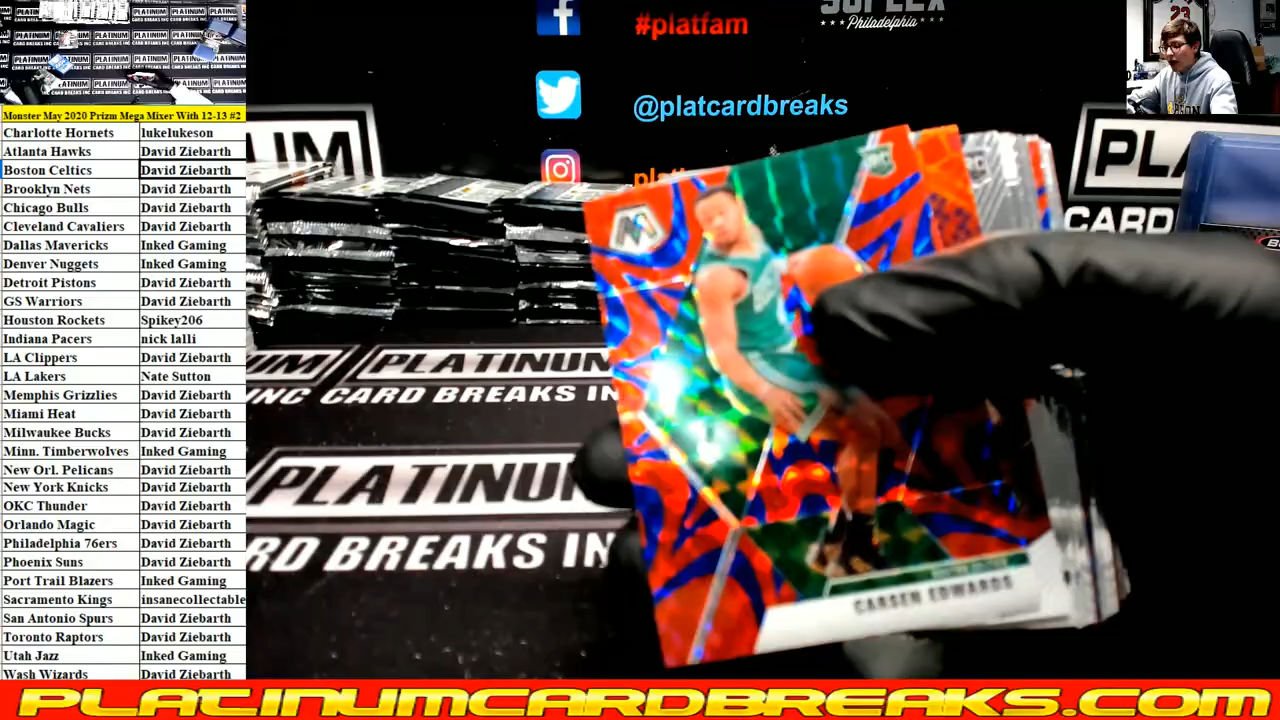 Monster May 2020 Prizm Mega Mixer With 12-13 #2
Charlotte Hornets lukelukeson
Atlanta Hawks David Ziebarth
Boston Celtics David Ziebarth
Brooklyn Nets David Ziebarth
Chicago Bulls David Ziebarth
Cleveland Cavaliers David Ziebarth
Dallas Mavericks Inked Gaming
Denver Nuggets Inked Gaming
Detroit Pistons David Ziebarth
GS Warriors David Ziebarth
Houston Rockets Spikey206
Indiana Pacers nick lalli
LA Clippers David Ziebarth
LA Lakers Nate Sutton
Memphis Grizzlies David Ziebarth
Miami Heat David Ziebarth
Milwaukee Bucks David Ziebarth
Minn. Timberwolves Inked Gaming
New Orl. Pelicans David Ziebarth
New York Knicks David Ziebarth
OKC Thunder David Ziebarth
Orlando Magic David Ziebarth
Philadelphia 76ers David Ziebarth
Phoenix Suns David Ziebarth
Port Trail Blazers Inked Gaming
Sacramento Kings insanecollectable
San Antonio Spurs David Ziebarth
Toronto Raptors David Ziebarth
Utah Jazz Inked Gaming
Wash Wizards David Ziebarth
#platfam
Philadelphia
@platcardbreaks
23
CARD
PLATINUM
INC CARD BREAKS IN
PLATINUM
CARD BREAKS IN
CARSEN EDWARDS
PLATINUMCARDBREAKS.COM